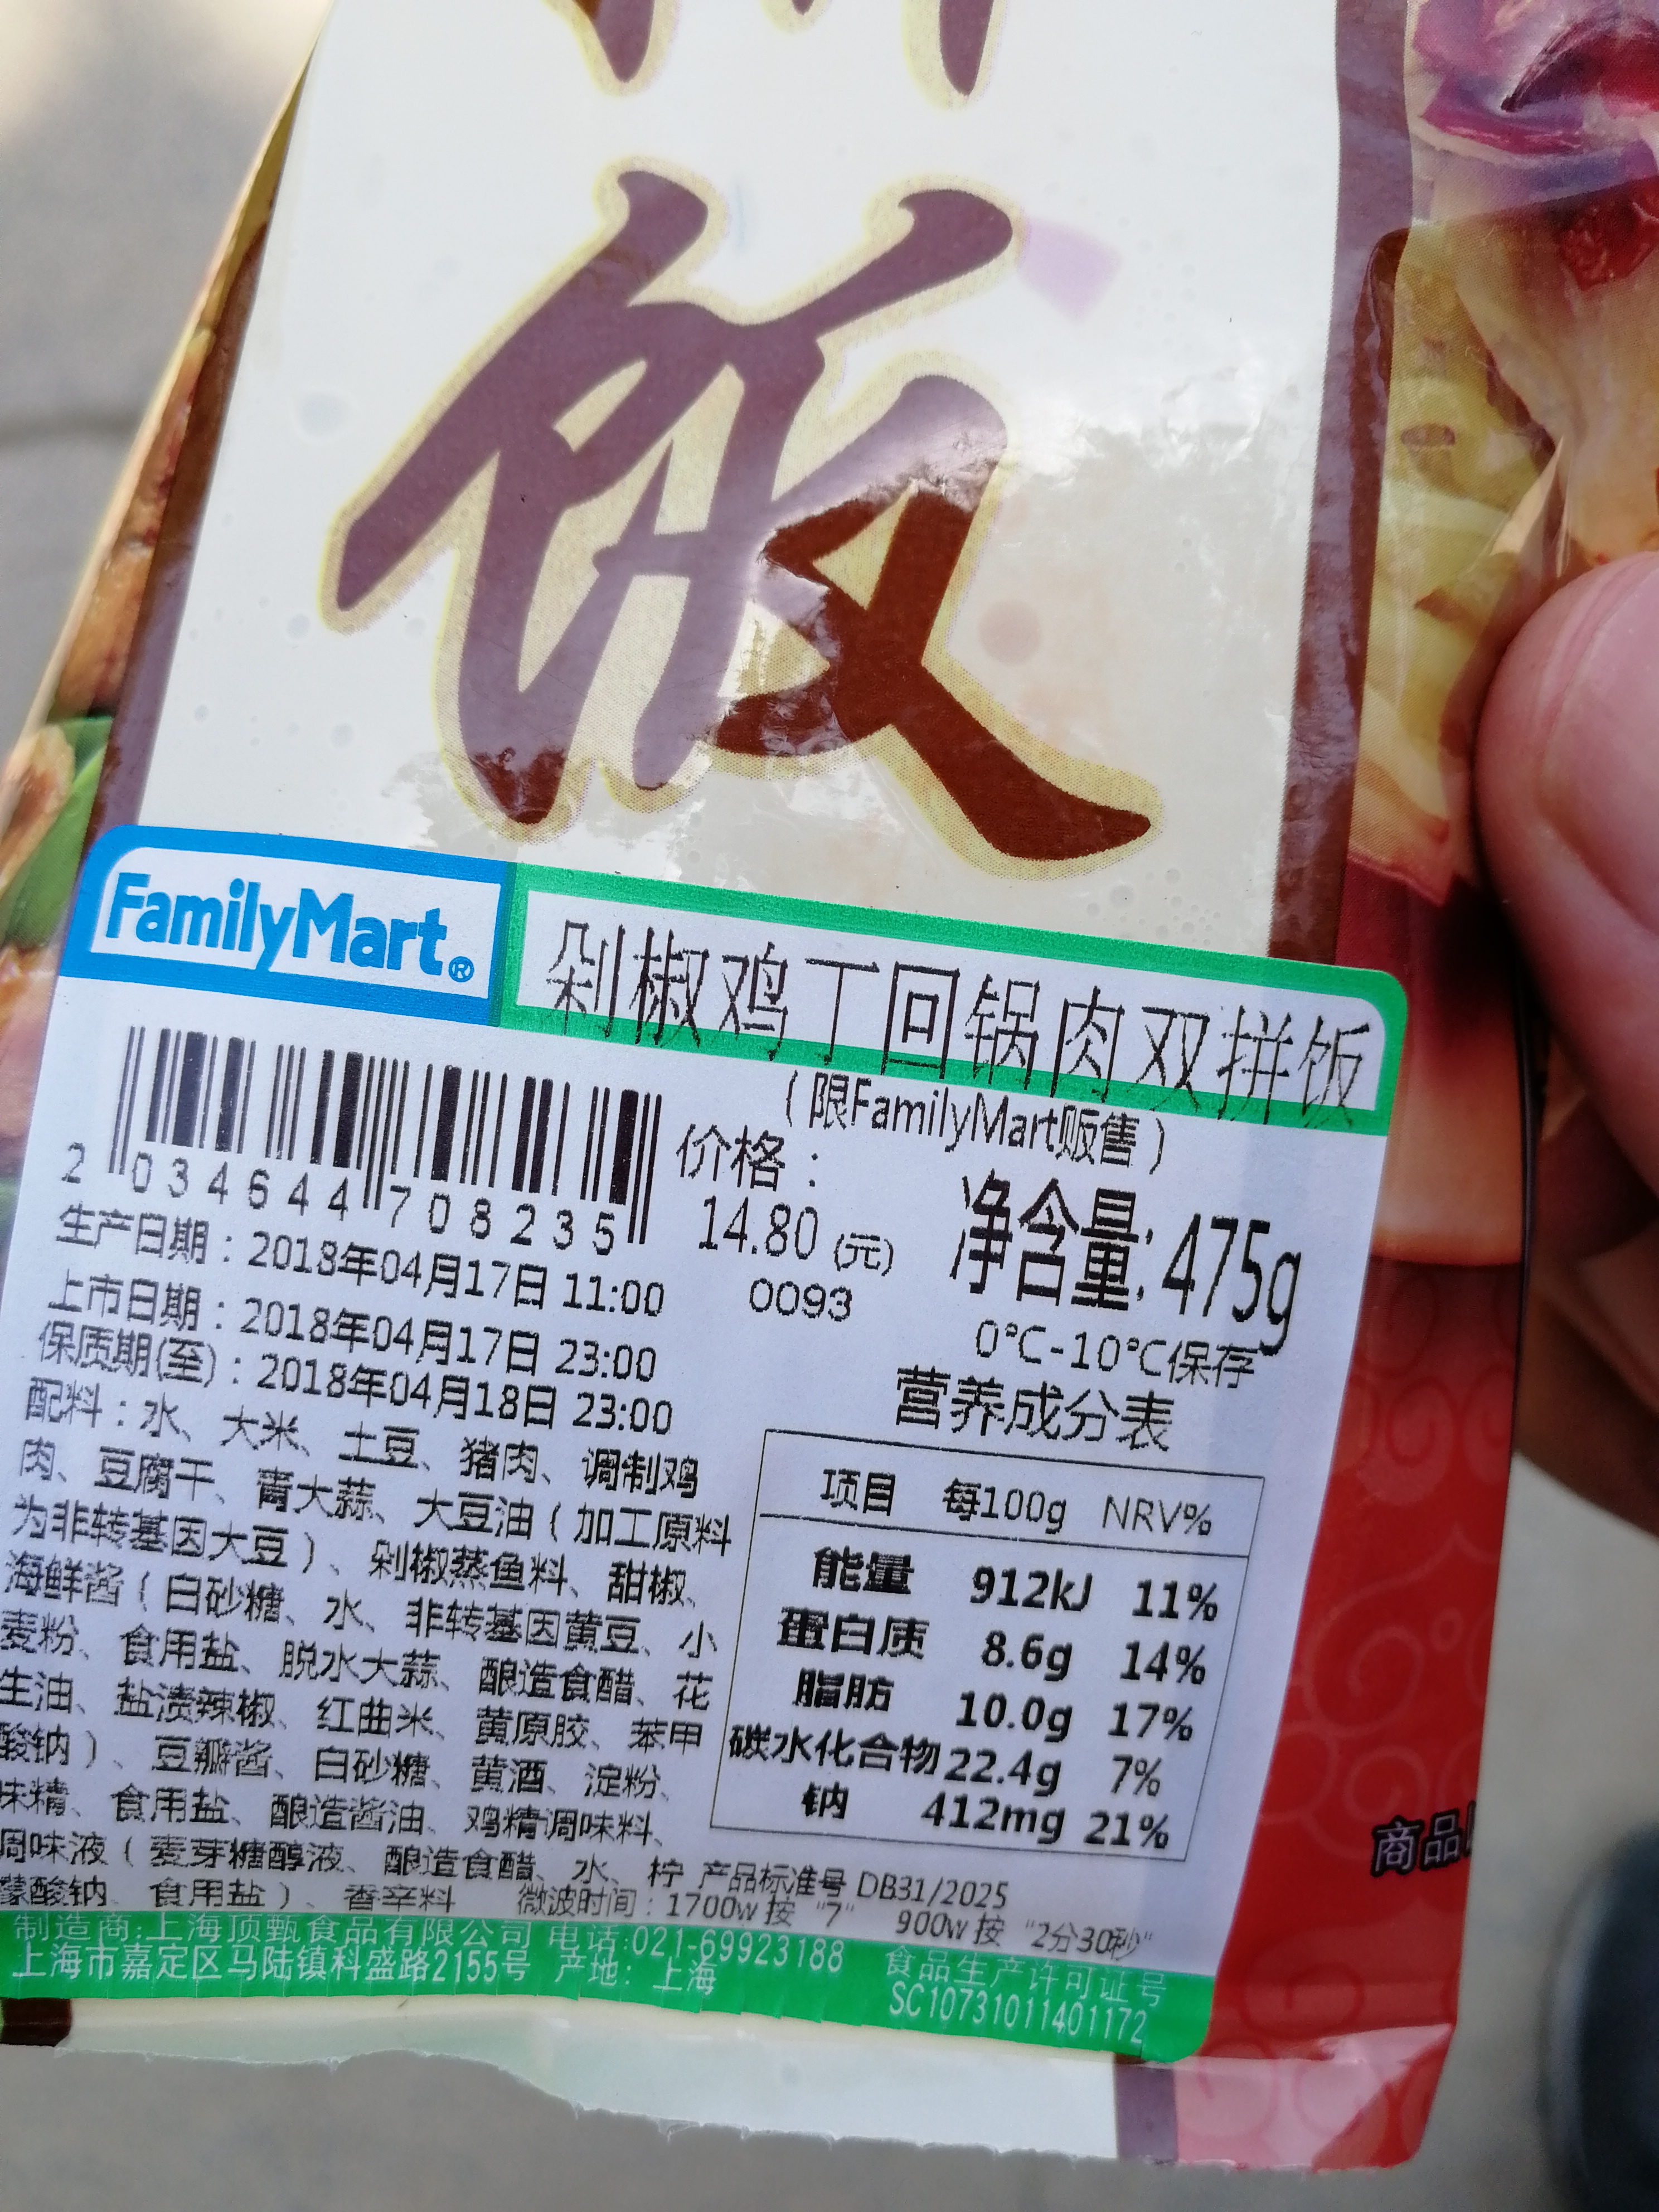 饭
FamilyMart®
剁椒鸡丁回锅肉双拼饭
(限FamilyMart贩售)
2 034644 708235
价格:
14.80 (元)
0093
净含量: 475g
0°C-10°C保存
生产日期:2018年04月17日 11:00
上市日期:2018年04月17日 23:00
保质期(至):2018年04月18日 23:00
配料:水、大米、土豆、猪肉、调制鸡
肉、豆腐干、青大蒜、大豆油(加工原料
为非转基因大豆)、剁椒蒸鱼料、甜椒、
海鲜酱(白砂糖、水、非转基因黄豆、小
麦粉、食用盐、脱水大蒜、酿造食醋、花
生油、盐渍辣椒、红曲米、黄原胶、苯甲
酸钠)、豆瓣酱、白砂糖、黄酒、淀粉、
味精、食用盐、酿造酱油、鸡精调味料、
调味液(麦芽糖醇液、酿造食醋、水、柠
檬酸钠、食用盐)、香辛料
营养成分表
项目 每100g NRV%
能量 912kJ 11%
蛋白质 8.6g 14%
脂肪 10.0g 17%
碳水化合物 22.4g 7%
钠 412mg 21%
产品标准号 DB31/2025
微波时间:1700w 按 "7" 900w 按 "2分30秒"
制造商:上海顶甄食品有限公司 电话:021-69923188
上海市嘉定区马陆镇科盛路2155号 产地: 上海
食品生产许可证号
SC10731011401172
商品